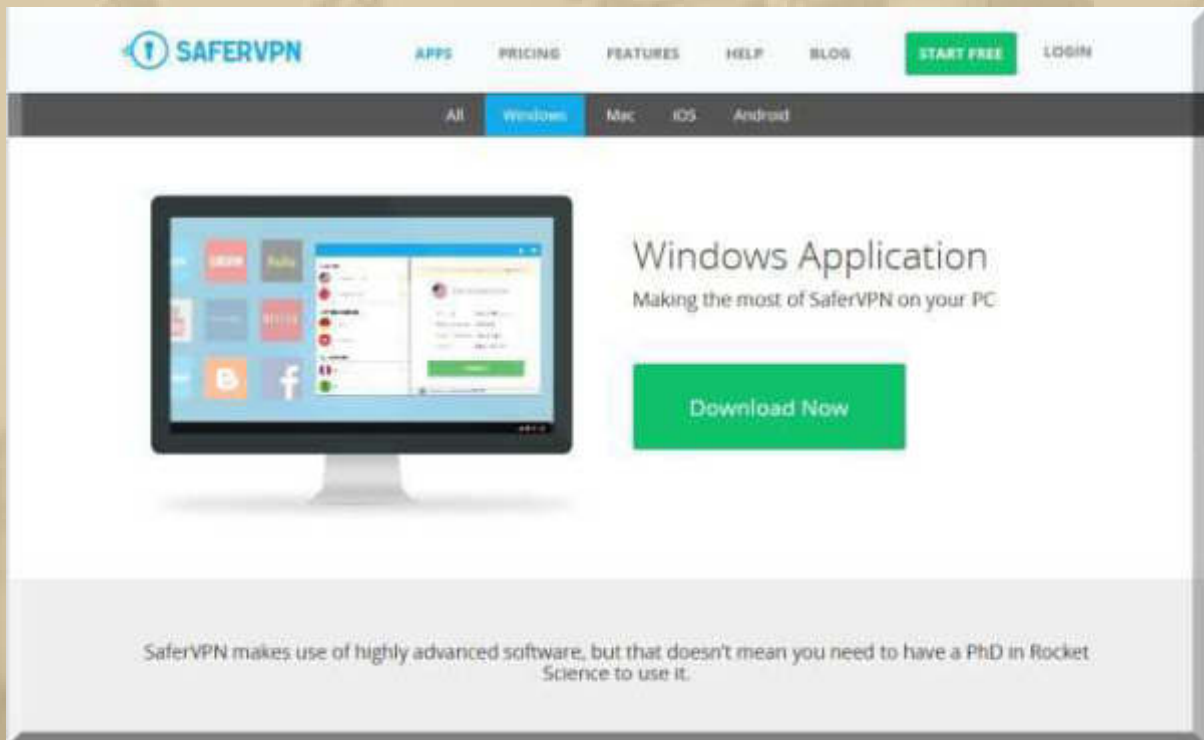 SAFERVPN
APPS PRICING FEATURES HELP BLOG START FREE LOGIN
All Windows Mac iOS Android
hulu
Windows Application
Making the most of SaferVPN on your PC
Download Now
SaferVPN makes use of highly advanced software, but that doesn't mean you need to have a PhD in Rocket
Science to use it.